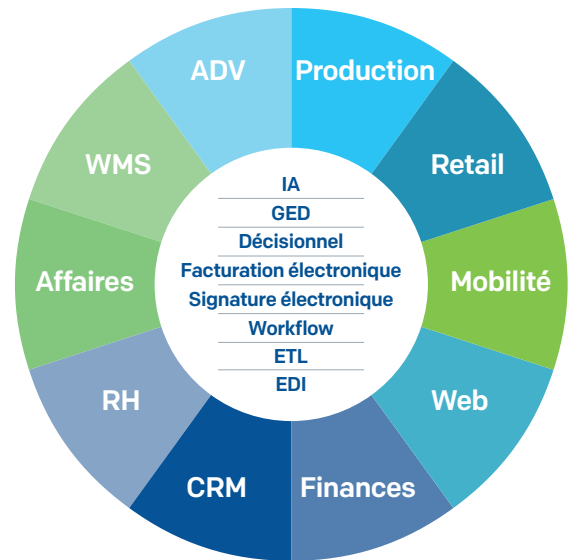 ADV
Production
WMS
Retail
IA
GED
Décisionnel
Facturation électronique
Signature électronique
Workflow
ETL
EDI
Affaires
Mobilité
RH
Web
CRM
Finances